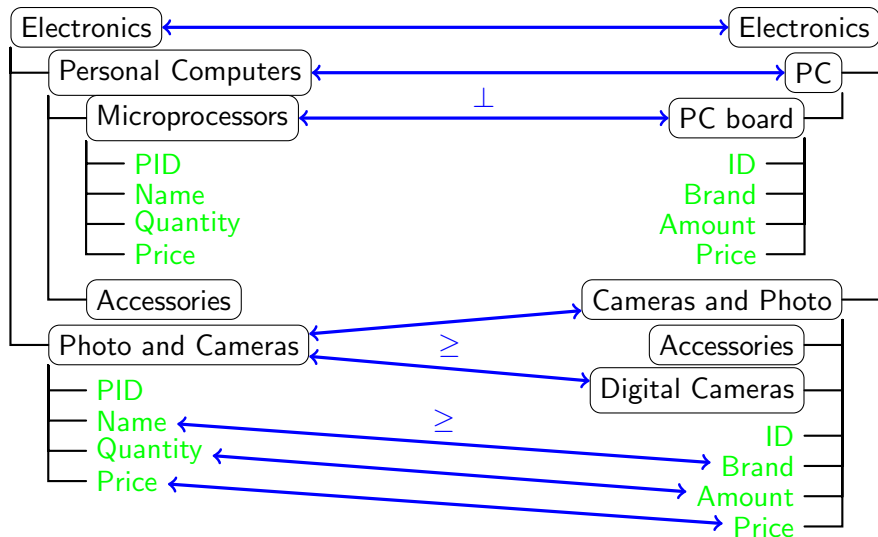 Electronics Electronics
Personal Computers PC
⊥
Microprocessors PC board
PID ID
Name Brand
Quantity Amount
Price Price
Accessories Cameras and Photo
≥
Photo and Cameras Accessories
PID Digital Cameras
Name ≥ ID
Quantity Brand
Price Amount
Price